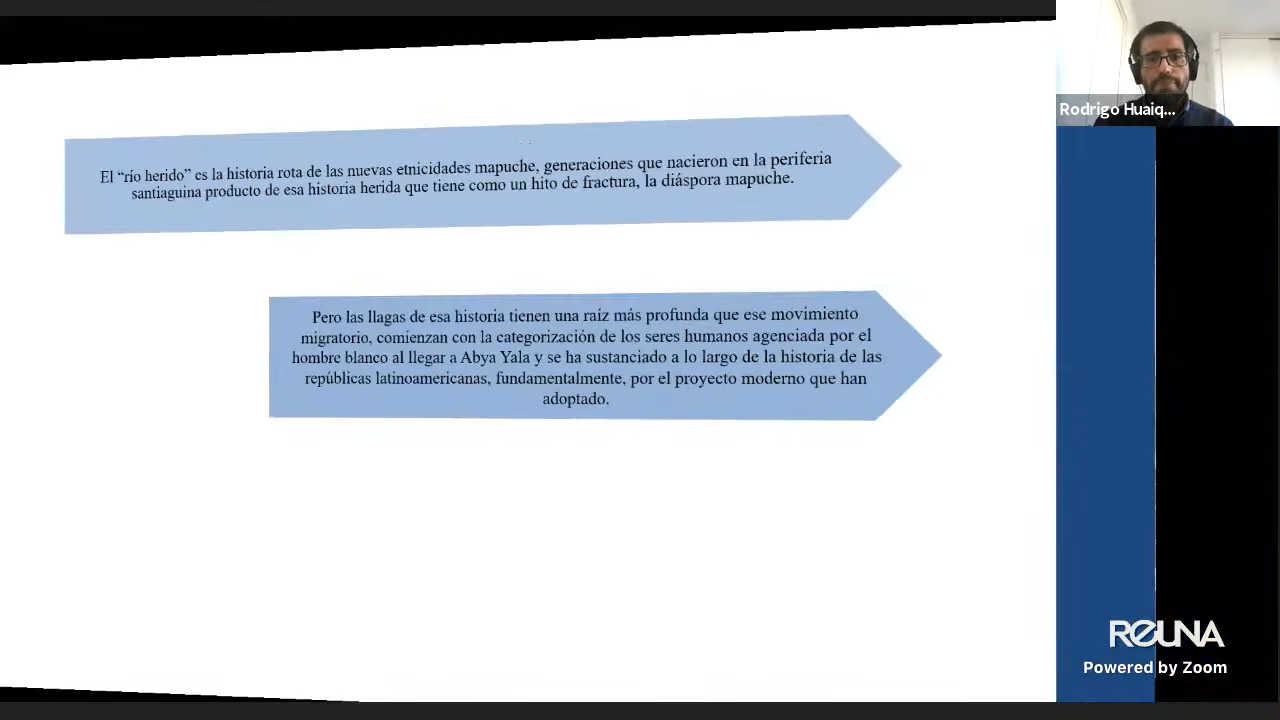 El “río herido” es la historia rota de las nuevas etnicidades mapuche, generaciones que nacieron en la periferia
santiaguina producto de esa historia herida que tiene como un hito de fractura, la diáspora mapuche.
Pero las llagas de esa historia tienen una raíz más profunda que ese movimiento
migratorio, comienzan con la categorización de los seres humanos agenciada por el
hombre blanco al llegar a Abya Yala y se ha sustanciado a lo largo de la historia de las
repúblicas latinoamericanas, fundamentalmente, por el proyecto moderno que han
adoptado.
Rodrigo Huaiq...
REUNA
Powered by Zoom